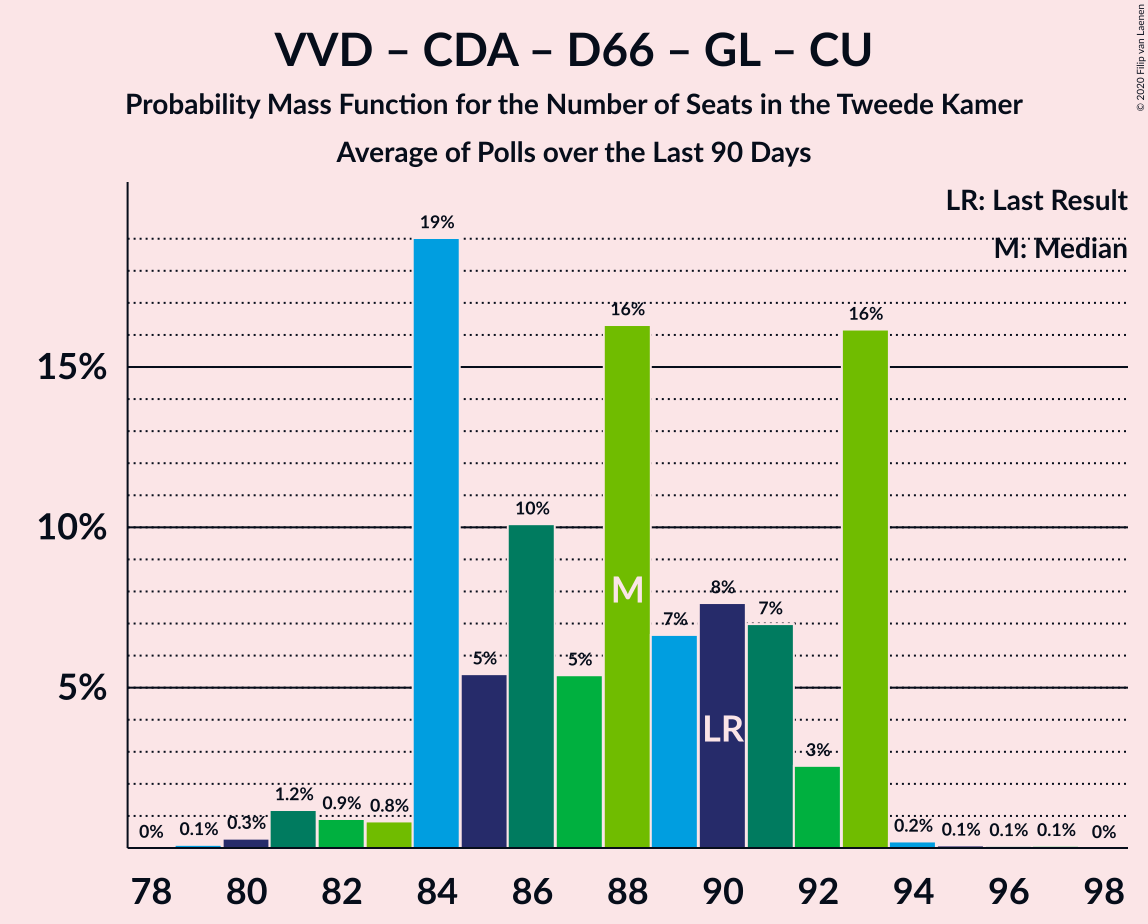 VVD – CDA – D66 – GL – CU
Probability Mass Function for the Number of Seats in the Tweede Kamer
Average of Polls over the Last 90 Days
© 2020 Filip van Laenen
LR: Last Result
M: Median
15%
10%
5%
0%
0.1%
0.3%
1.2%
0.9%
0.8%
19%
5%
10%
5%
16%
7%
8%
7%
3%
16%
0.2%
0.1%
0.1%
0.1%
0%
M
LR
78 80 82 84 86 88 90 92 94 96 98